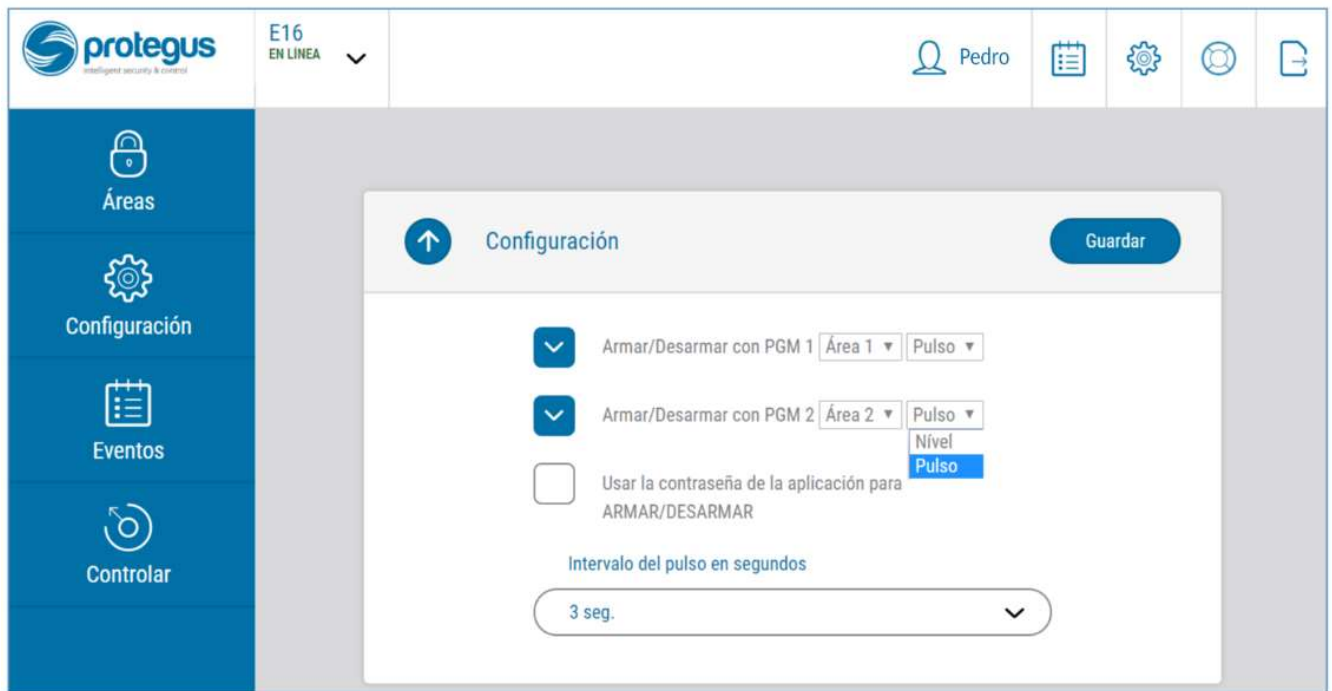 protegus
intelligent security & control
E16
EN LÍNEA
Pedro
Áreas
Configuración
Eventos
Controlar
Configuración
Guardar
Armar/Desarmar con PGM 1 Área 1 Pulso
Armar/Desarmar con PGM 2 Área 2 Pulso
Nível
Pulso
Usar la contraseña de la aplicación para
ARMAR/DESARMAR
Intervalo del pulso en segundos
3 seg.